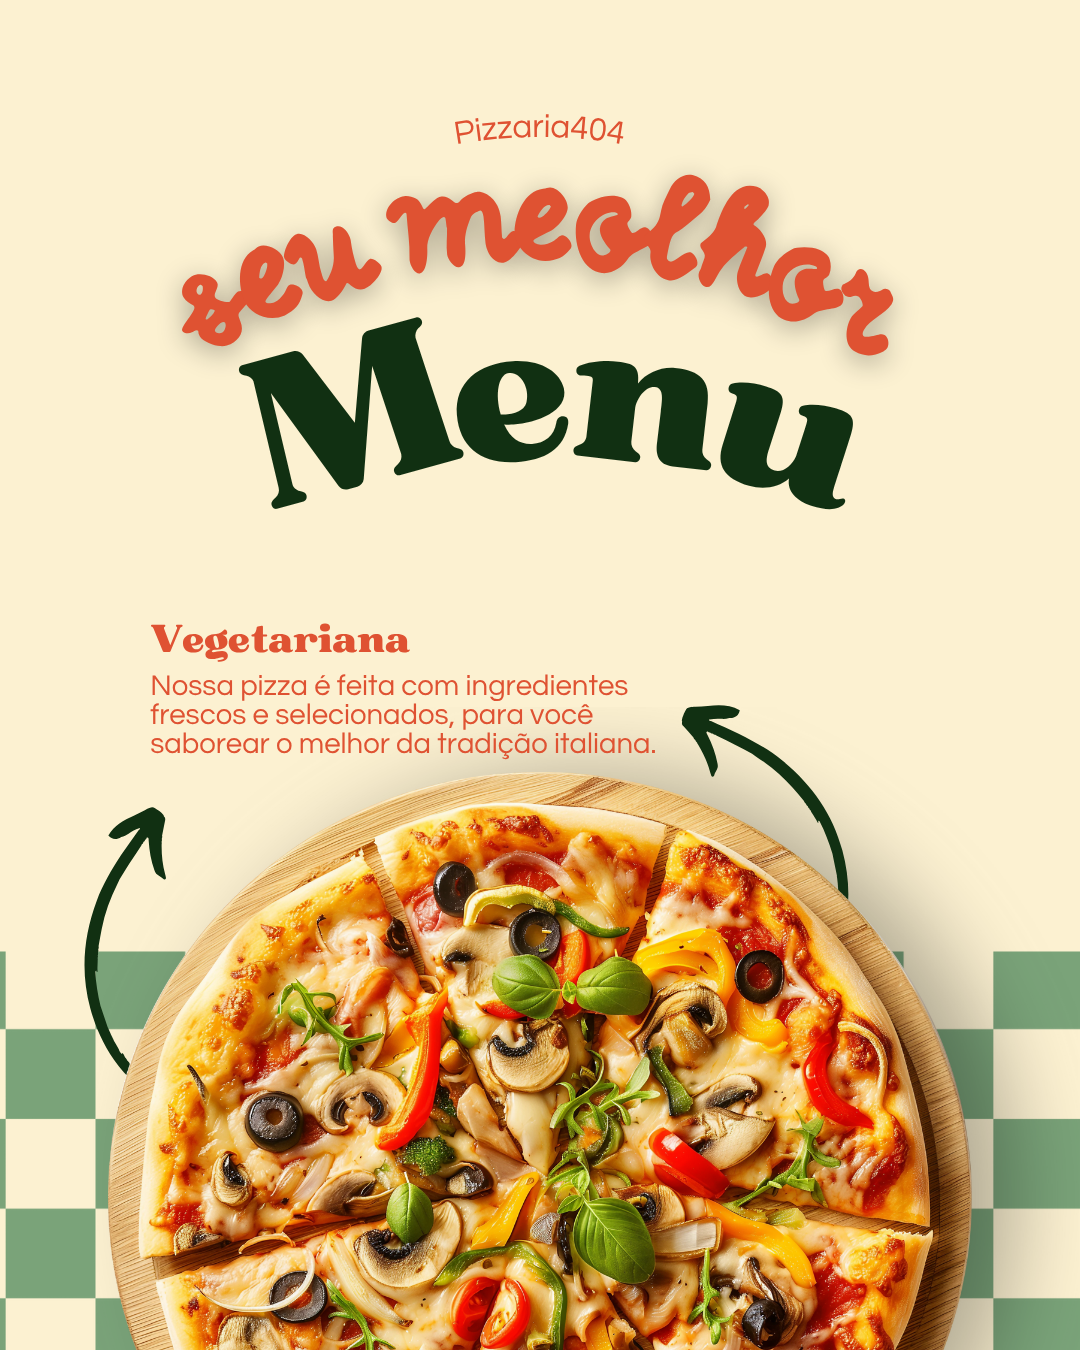 Pizzaria404
seu meolhor
Menu
Vegetariana
Nossa pizza é feita com ingredientes
frescos e selecionados, para você
saborear o melhor da tradição italiana.